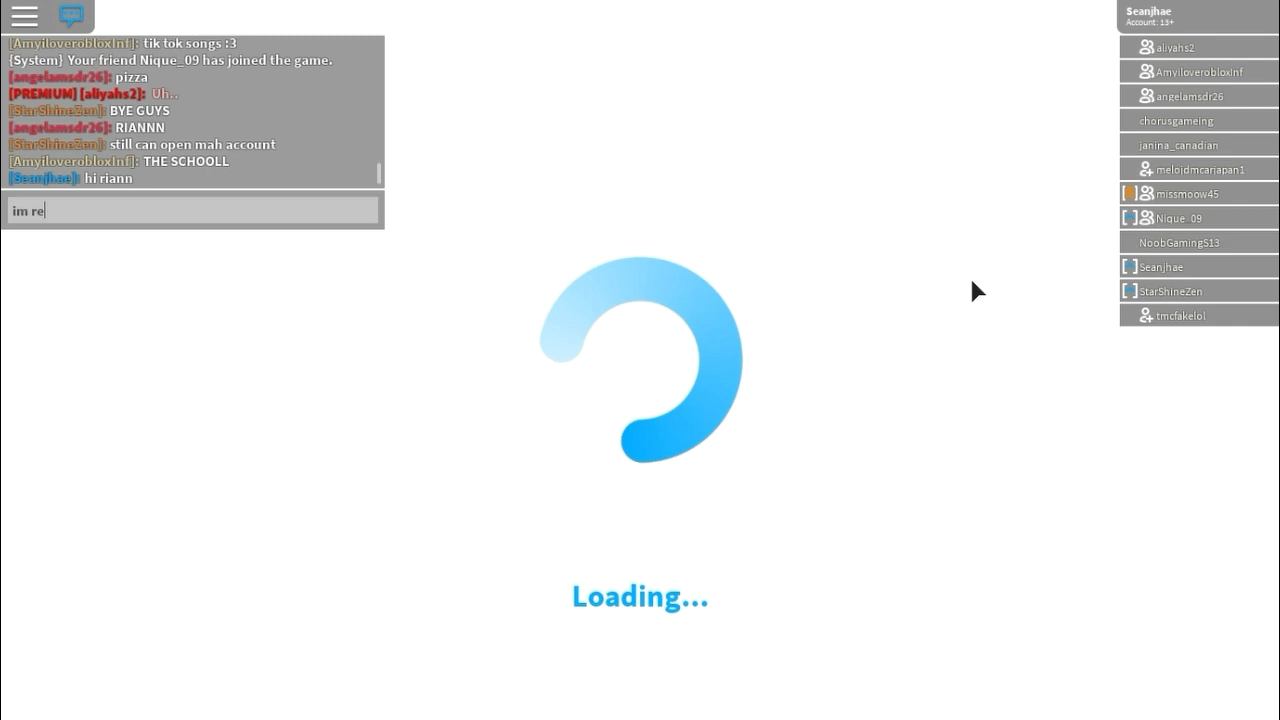 [AmyiloverobloxInf]: tik tok songs :3
{System} Your friend Nique_09 has joined the game.
[angelamsdr26]: pizza
[PREMIUM] [aliyahs2]: Uh..
[StarShineZen]: BYE GUYS
[angelamsdr26]: RIANNN
[StarShineZen]: still can open mah account
[AmyiloverobloxInf]: THE SCHOOLL
[Seanjhae]: hi riann
im re
Seanjhae
Account: 13+
aliyahs2
AmyiloverobloxInf
angelamsdr26
chorusgameing
janina_canadian
meloidmcarjapan1
missmoow45
Nique_09
NoobGamingS13
Seanjhae
StarShineZen
tmcfakelol
Loading...